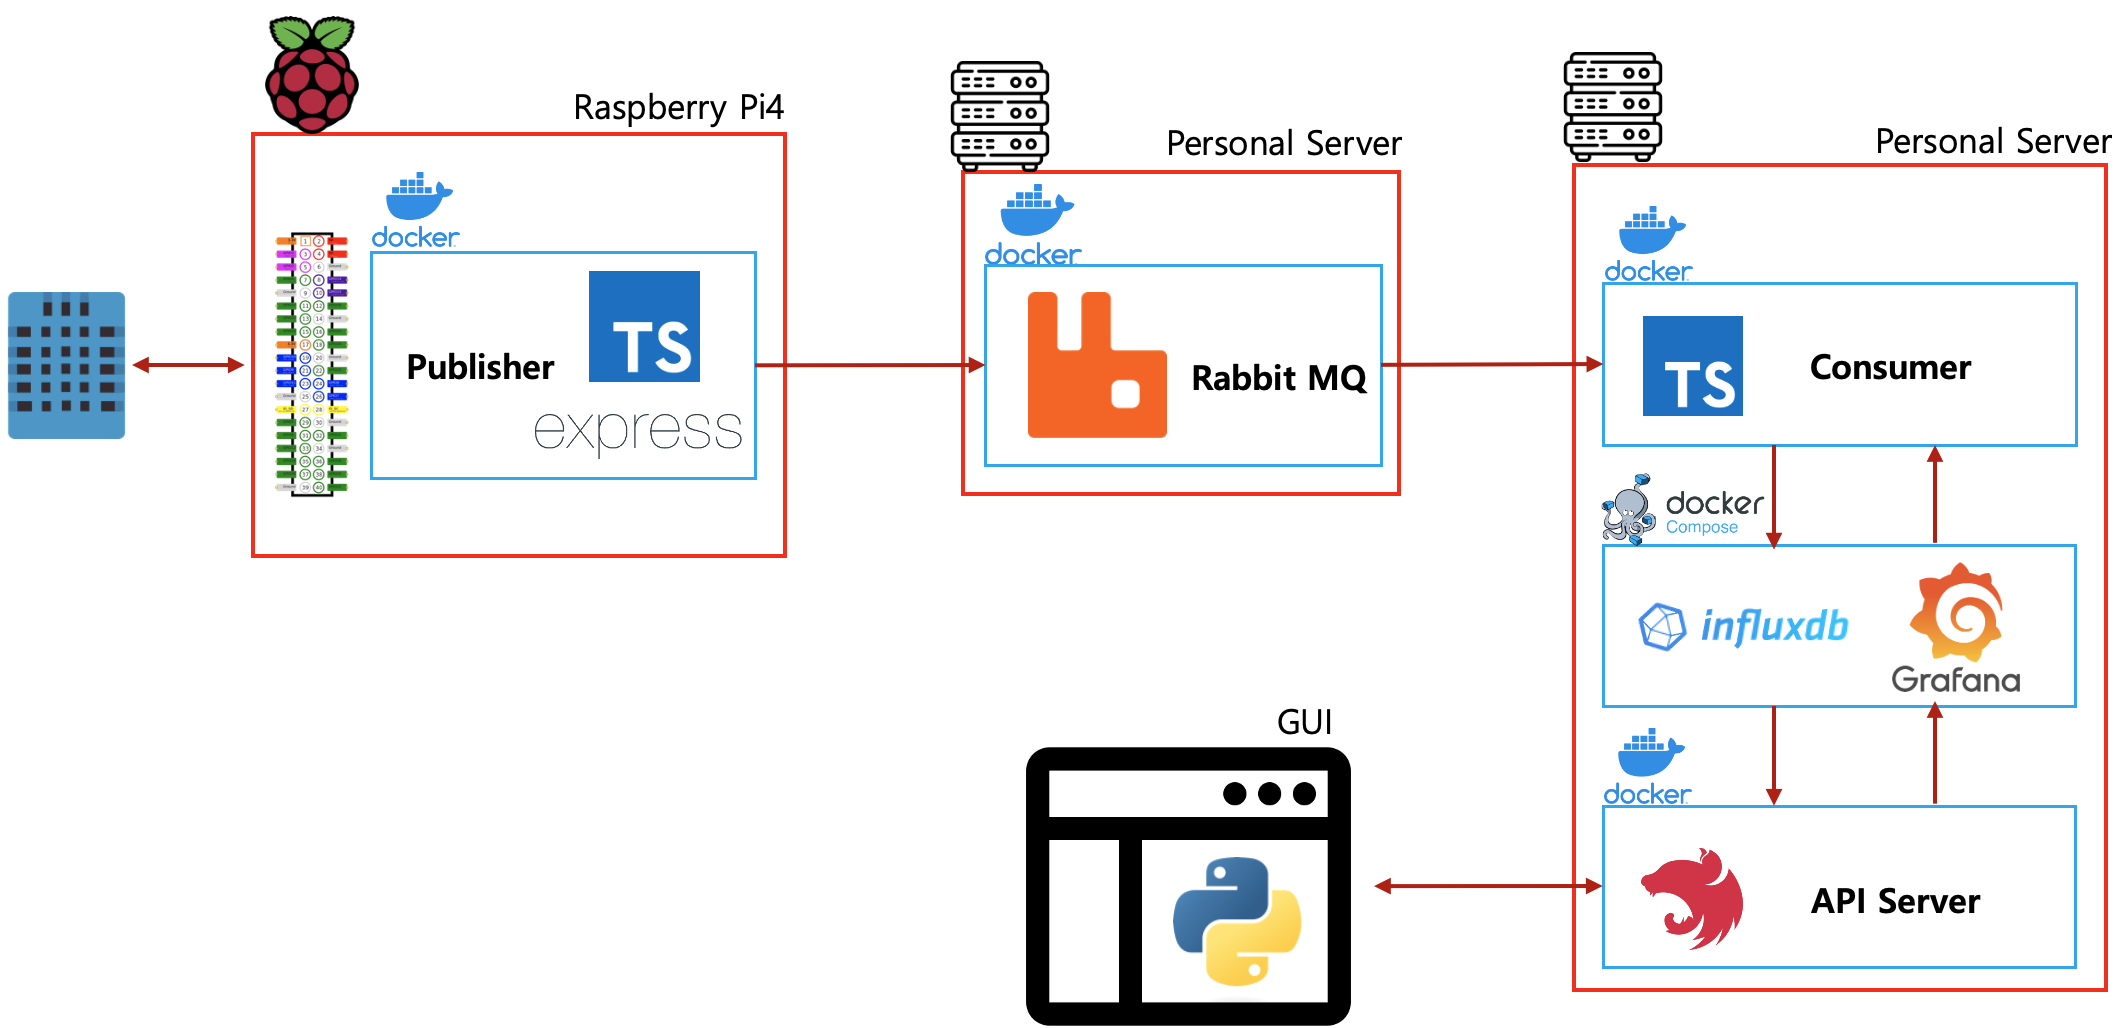 Raspberry Pi4
docker
Publisher
TS
express
Personal Server
docker
Rabbit MQ
Personal Server
docker
TS
Consumer
docker
Compose
influxdb
Grafana
docker
API Server
GUI